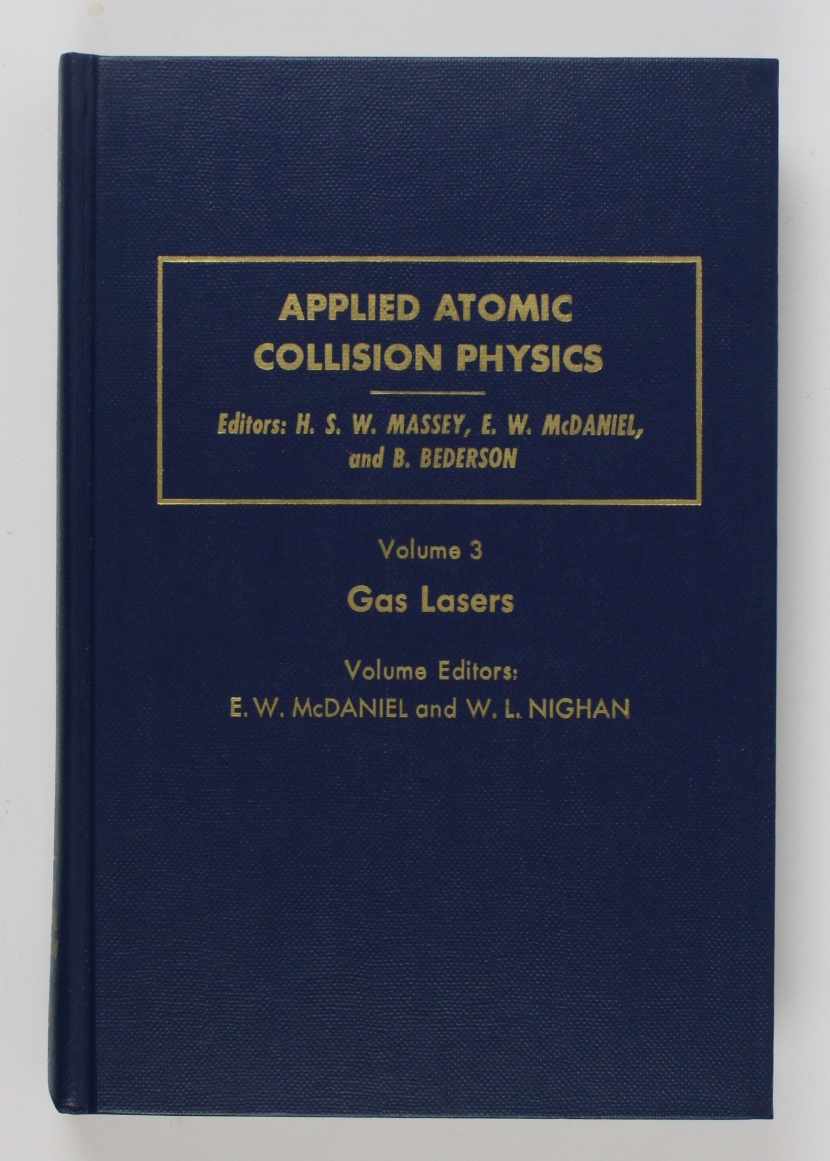 APPLIED ATOMIC
COLLISION PHYSICS
Editors: H. S. W. MASSEY, E. W. McDANIEL,
and B. BEDERSON
Volume 3
Gas Lasers
Volume Editors:
E. W. McDANIEL and W. L. NIGHAN